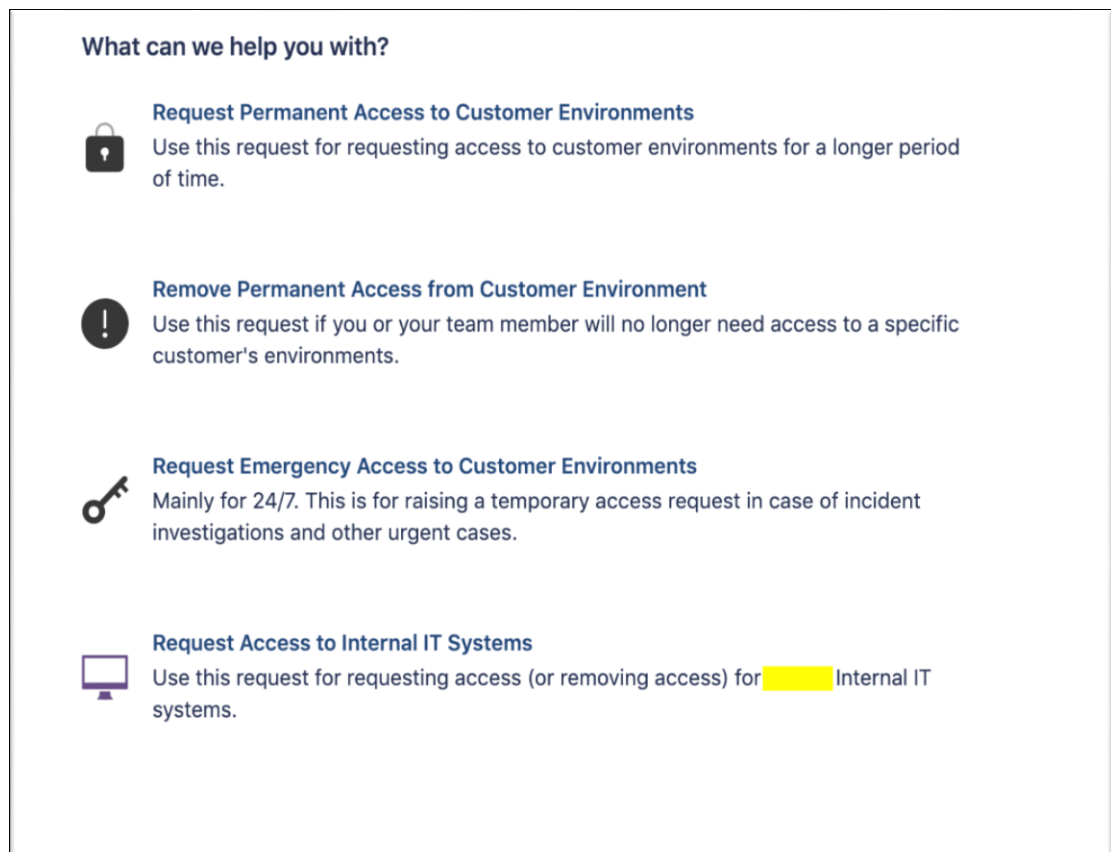 What can we help you with?
Request Permanent Access to Customer Environments
Use this request for requesting access to customer environments for a longer period
of time.
Remove Permanent Access from Customer Environment
Use this request if you or your team member will no longer need access to a specific
customer's environments.
Request Emergency Access to Customer Environments
Mainly for 24/7. This is for raising a temporary access request in case of incident
investigations and other urgent cases.
Request Access to Internal IT Systems
Use this request for requesting access (or removing access) for Internal IT
systems.